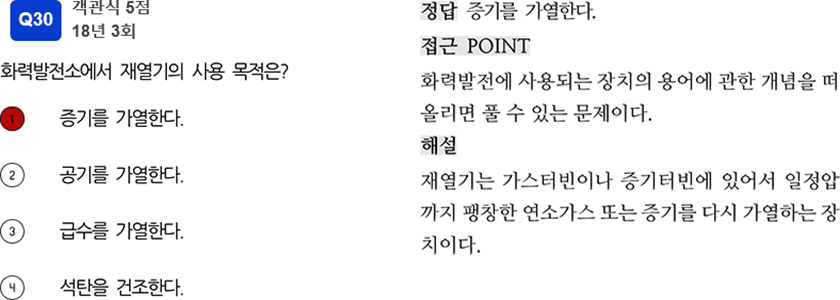 Q30
객관식 5점
18년 3회
화력발전소에서 재열기의 사용 목적은?
1 증기를 가열한다.
2 공기를 가열한다.
3 급수를 가열한다.
4 석탄을 건조한다.
정답 증기를 가열한다.
접근 POINT
화력발전에 사용되는 장치의 용어에 관한 개념을 떠
올리면 풀 수 있는 문제이다.
해설
재열기는 가스터빈이나 증기터빈에 있어서 일정압
까지 팽창한 연소가스 또는 증기를 다시 가열하는 장
치이다.